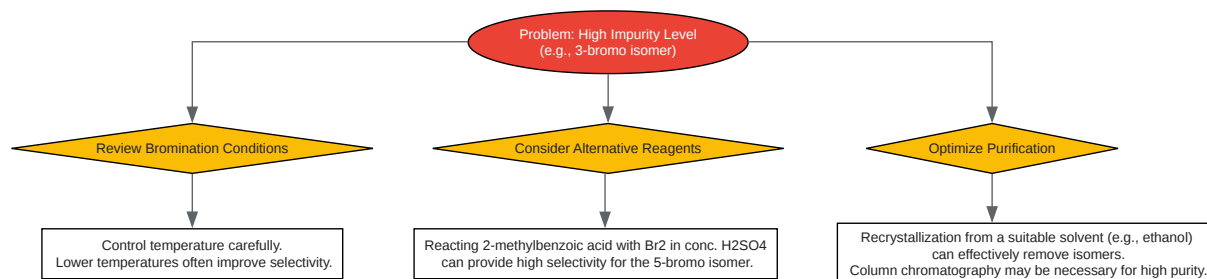 Problem: High Impurity Level
(e.g., 3-bromo isomer)
Review Bromination Conditions
Consider Alternative Reagents
Optimize Purification
Control temperature carefully.
Lower temperatures often improve selectivity.
Reacting 2-methylbenzoic acid with Br2 in conc. H2SO4
can provide high selectivity for the 5-bromo isomer.
Recrystallization from a suitable solvent (e.g., ethanol)
can effectively remove isomers.
Column chromatography may be necessary for high purity.